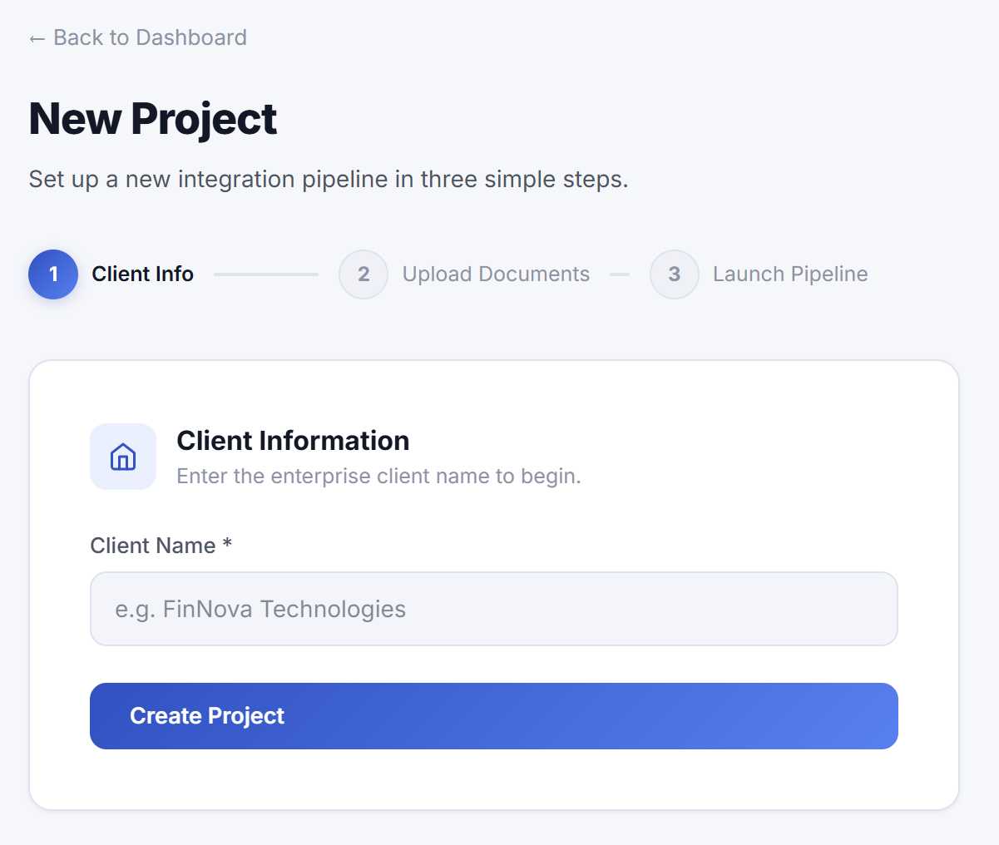 ← Back to Dashboard
New Project
Set up a new integration pipeline in three simple steps.
1 Client Info 2 Upload Documents 3 Launch Pipeline
Client Information
Enter the enterprise client name to begin.
Client Name *
e.g. FinNova Technologies
Create Project